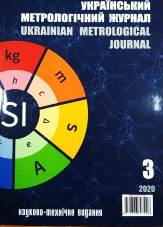 УКРАЇНСЬКИЙ
МЕТРОЛОГІЧНИЙ ЖУРНАЛ
UKRAINIAN METROLOGICAL
JOURNAL
kg
m
s
A
h
c
e
SI
3
2020
науково-технічне видання